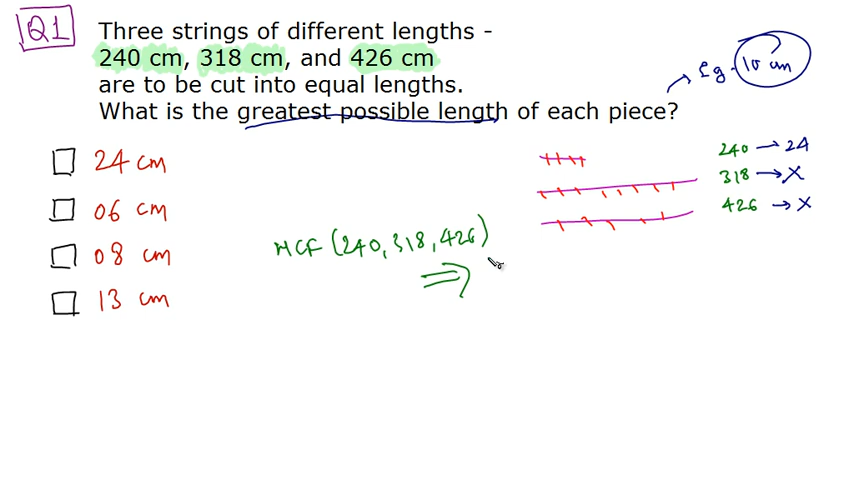 Q1
Three strings of different lengths -
240 cm, 318 cm, and 426 cm
are to be cut into equal lengths.
What is the greatest possible length of each piece?
Eg - 10 cm
24 cm
06 cm
08 cm
13 cm
240 → 24
318 → X
426 → X
HCF (240, 318, 426)